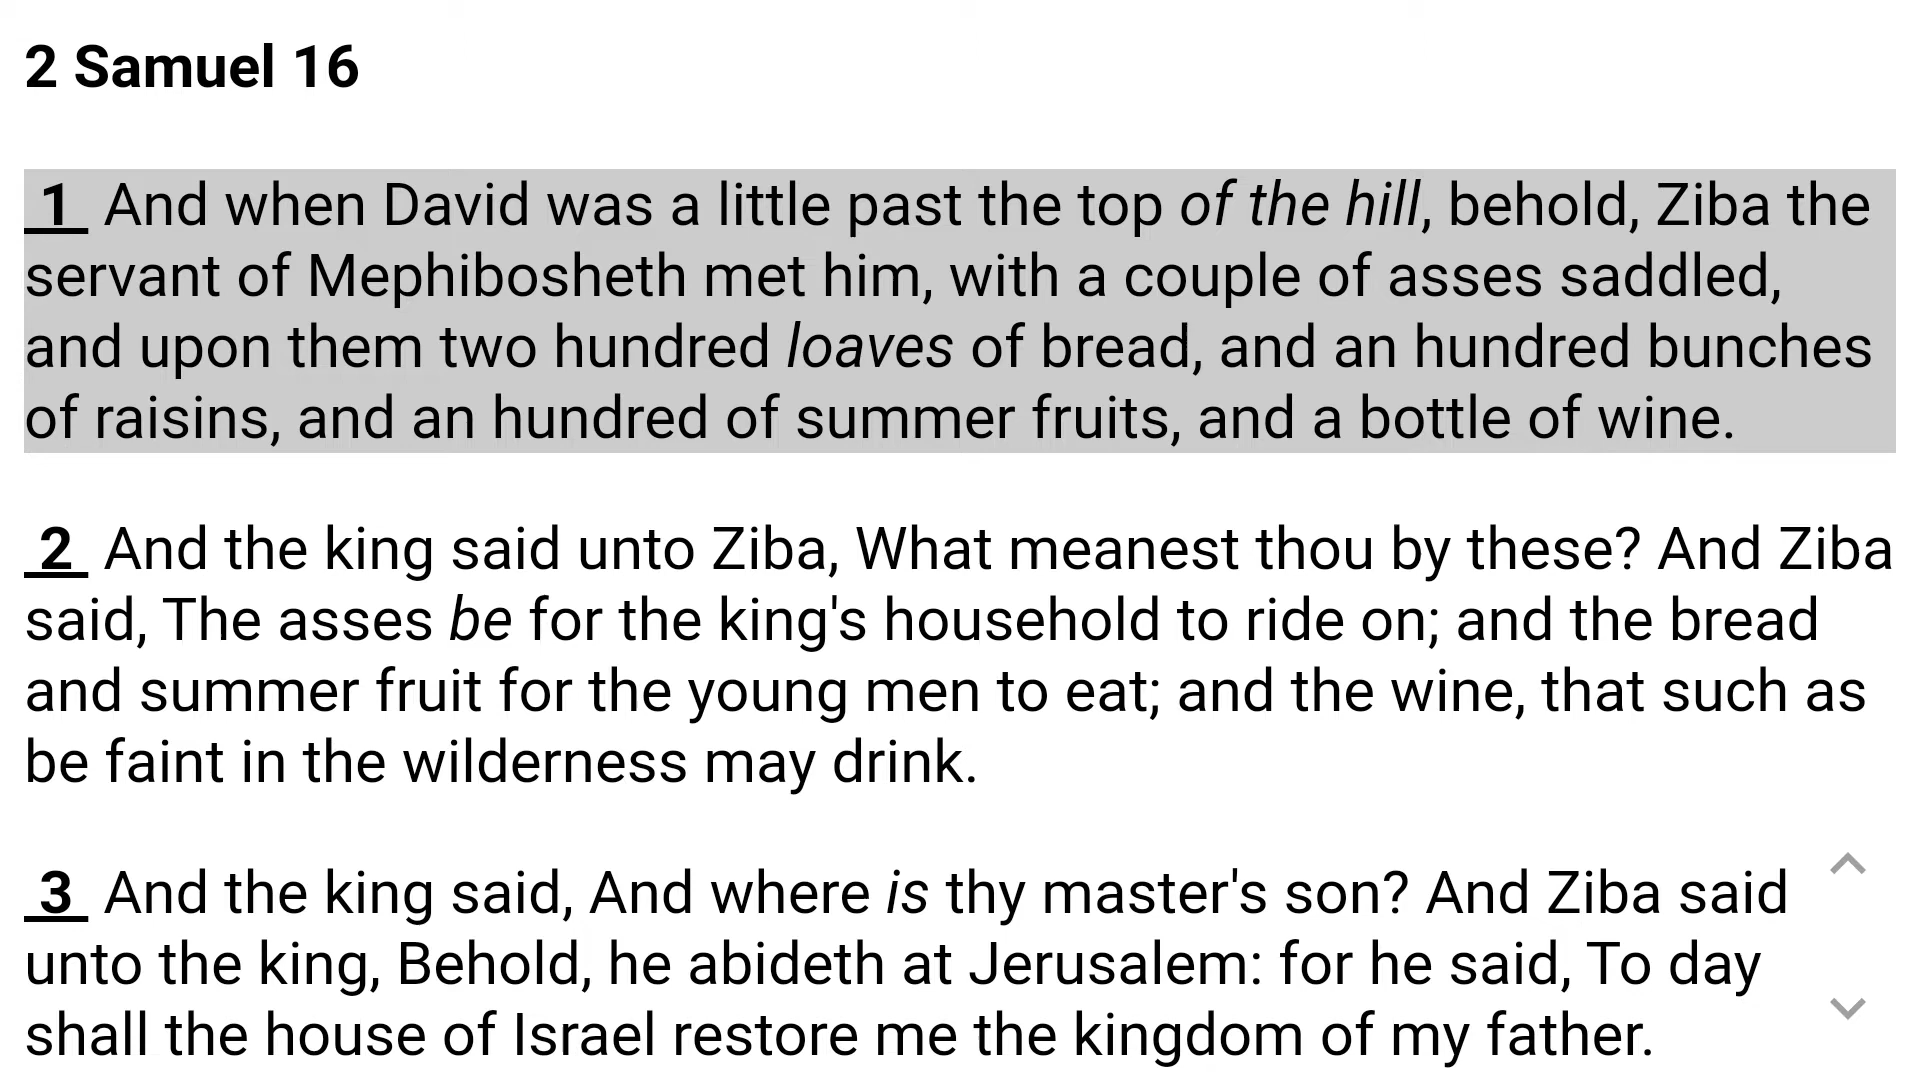 2 Samuel 16
1 And when David was a little past the top of the hill, behold, Ziba the
servant of Mephibosheth met him, with a couple of asses saddled,
and upon them two hundred loaves of bread, and an hundred bunches
of raisins, and an hundred of summer fruits, and a bottle of wine.
2 And the king said unto Ziba, What meanest thou by these? And Ziba
said, The asses be for the king's household to ride on; and the bread
and summer fruit for the young men to eat; and the wine, that such as
be faint in the wilderness may drink.
3 And the king said, And where is thy master's son? And Ziba said
unto the king, Behold, he abideth at Jerusalem: for he said, To day
shall the house of Israel restore me the kingdom of my father.